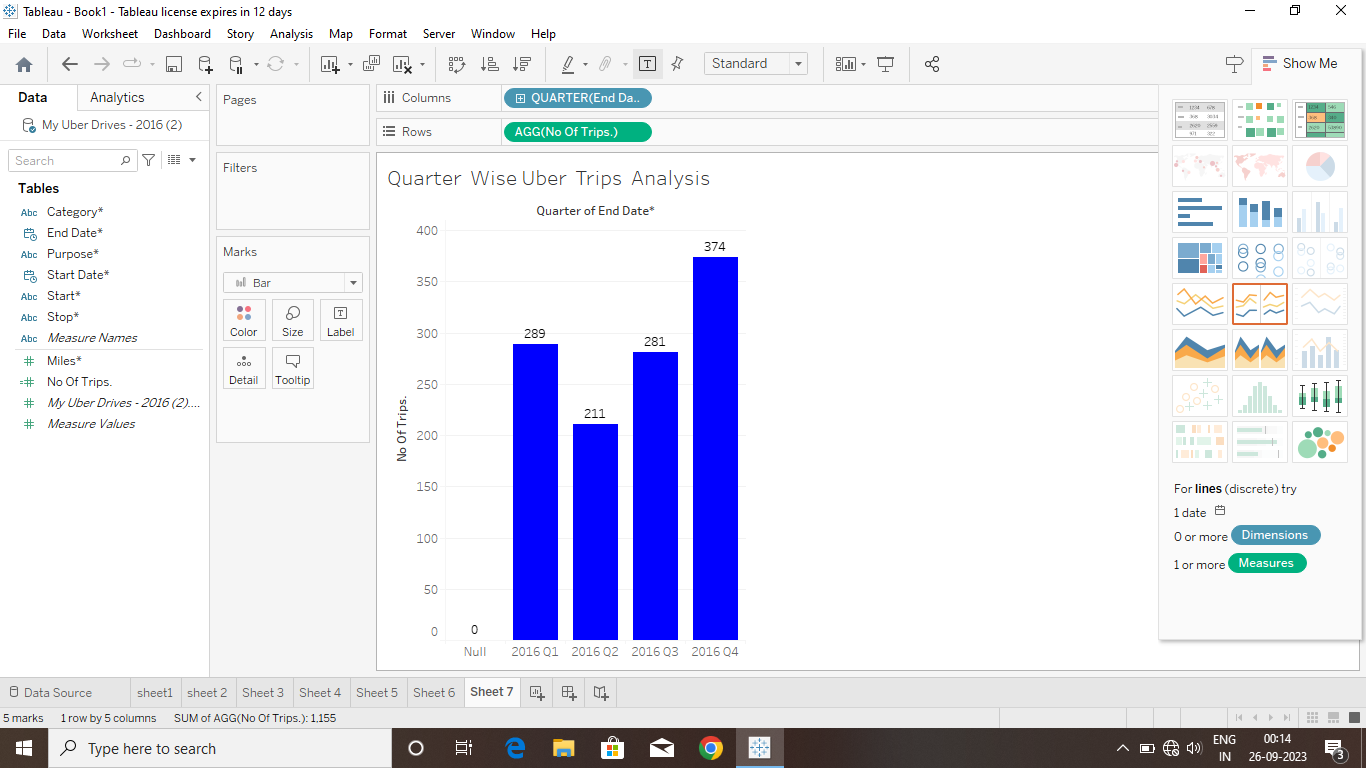 Tableau - Book1 - Tableau license expires in 12 days
File Data Worksheet Dashboard Story Analysis Map Format Server Window Help
Standard
Show Me
Data Analytics
My Uber Drives - 2016 (2)
Search
Tables
Abc Category*
End Date*
Abc Purpose*
Start Date*
Abc Start*
Abc Stop*
Abc Measure Names
Miles*
No Of Trips.
My Uber Drives - 2016 (2)....
Measure Values
Pages
Filters
Marks
Bar
Color Size Label
Detail Tooltip
Columns QUARTER(End Da..
Rows AGG(No Of Trips.)
Quarter Wise Uber Trips Analysis
Quarter of End Date*
No Of Trips.
400
350
300
250
200
150
100
50
0
0
289
211
281
374
Null 2016 Q1 2016 Q2 2016 Q3 2016 Q4
For lines (discrete) try
1 date
0 or more Dimensions
1 or more Measures
Data Source sheet1 sheet 2 Sheet 3 Sheet 4 Sheet 5 Sheet 6 Sheet 7
5 marks 1 row by 5 columns SUM of AGG(No Of Trips.): 1,155
Type here to search
ENG
IN
00:14
26-09-2023
3